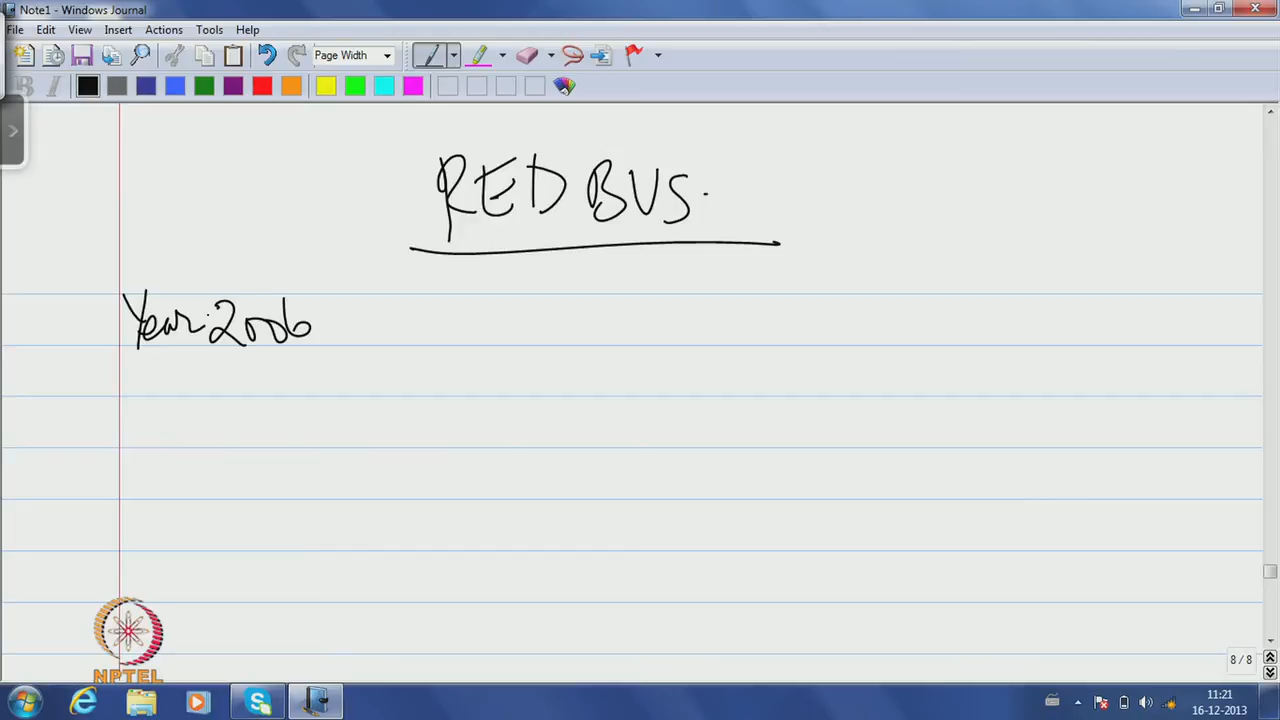 Note1 - Windows Journal
File Edit View Insert Actions Tools Help
Page Width
B I
RED BUS.
Year: 2006
NPTEL
8 / 8
11:21
16-12-2013